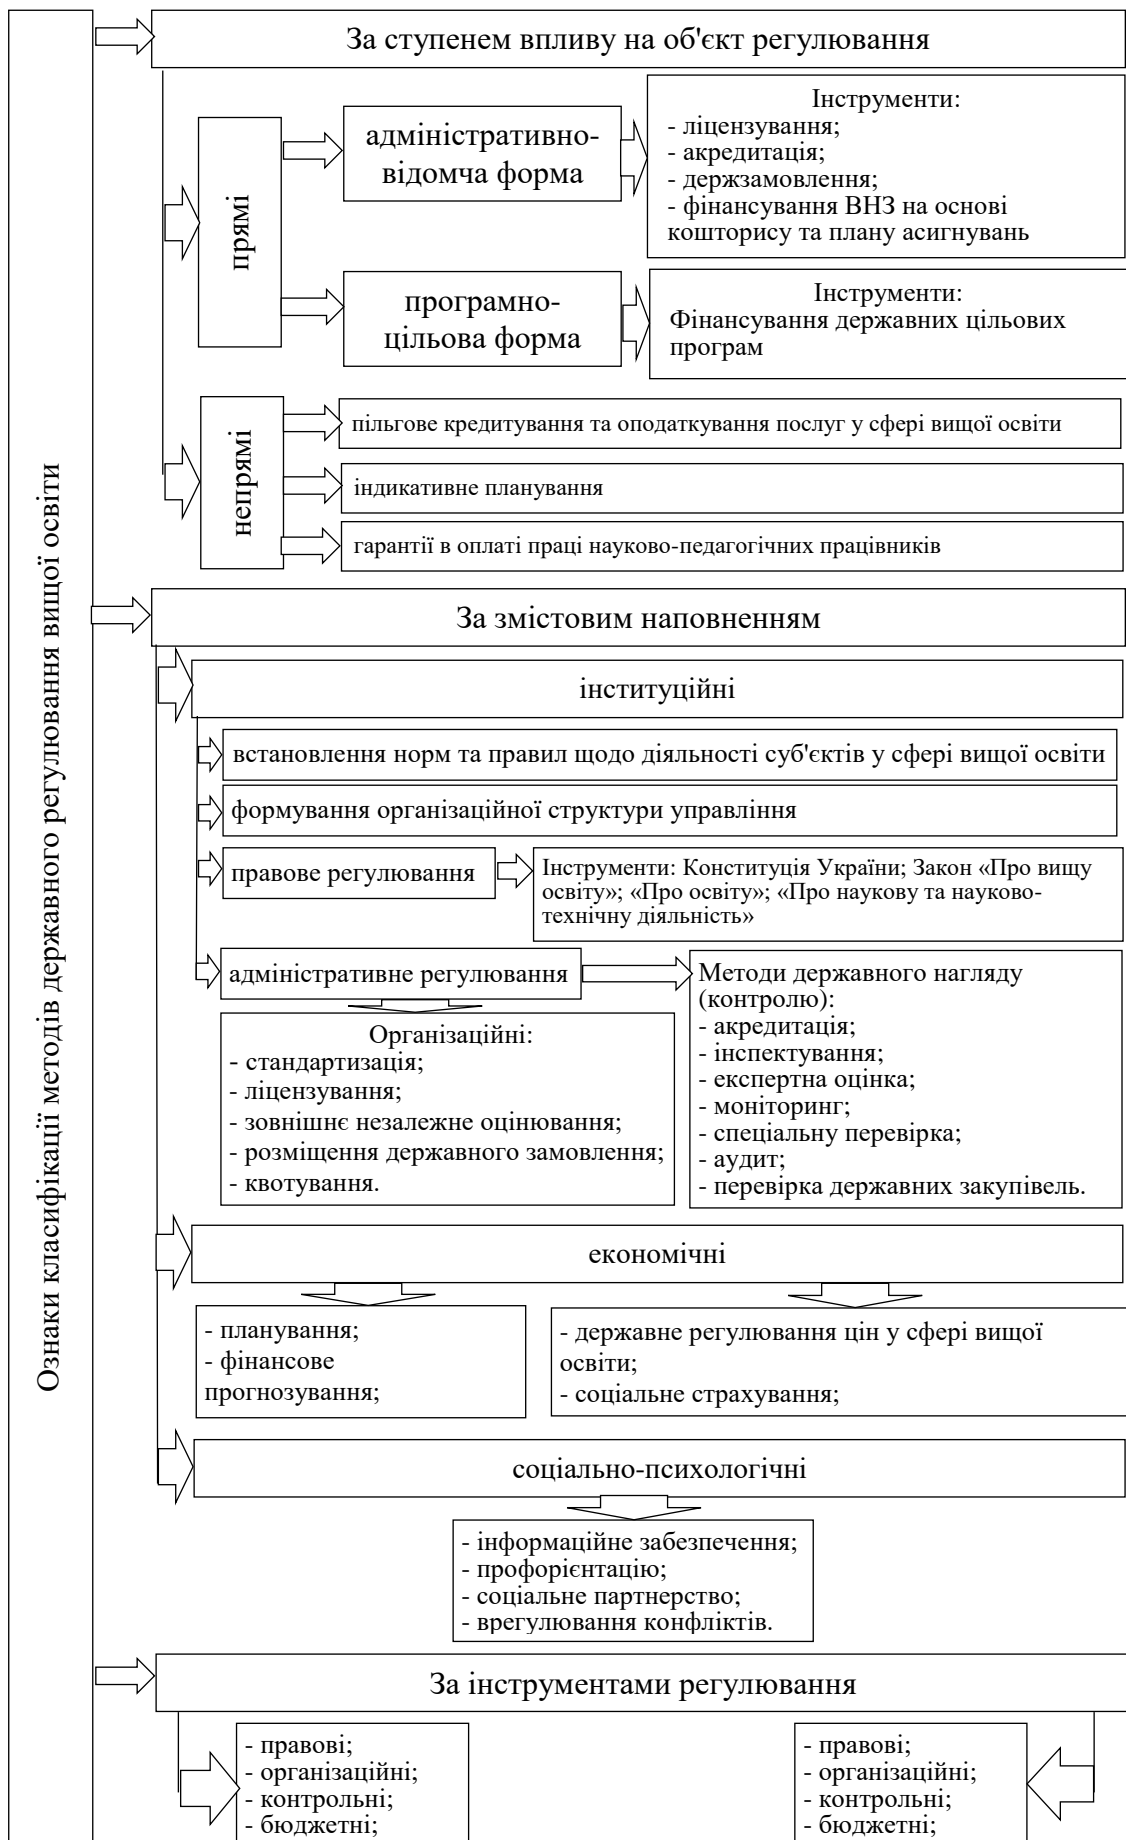 Ознаки класифікації методів державного регулювання вищої освіти
За ступенем впливу на об'єкт регулювання
прямі
адміністративно-
відомча форма
Інструменти:
- ліцензування;
- акредитація;
- держзамовлення;
- фінансування ВНЗ на основі
кошторису та плану асигнувань
програмно-
цільова форма
Інструменти:
Фінансування державних цільових
програм
непрямі
пільгове кредитування та оподаткування послуг у сфері вищої освіти
індикативне планування
гарантії в оплаті праці науково-педагогічних працівників
За змістовим наповненням
інституційні
встановлення норм та правил щодо діяльності суб'єктів у сфері вищої освіти
формування організаційної структури управління
правове регулювання
Інструменти: Конституція України; Закон «Про вищу
освіту»; «Про освіту»; «Про наукову та науково-
технічну діяльність»
адміністративне регулювання
Організаційні:
- стандартизація;
- ліцензування;
- зовнішнє незалежне оцінювання;
- розміщення державного замовлення;
- квотування.
Методи державного нагляду
(контролю):
- акредитація;
- інспектування;
- експертна оцінка;
- моніторинг;
- спеціальну перевірка;
- аудит;
- перевірка державних закупівель.
економічні
- планування;
- фінансове
прогнозування;
- державне регулювання цін у сфері вищої
освіти;
- соціальне страхування;
соціально-психологічні
- інформаційне забезпечення;
- профорієнтацію;
- соціальне партнерство;
- врегулювання конфліктів.
За інструментами регулювання
- правові;
- організаційні;
- контрольні;
- бюджетні;
- правові;
- організаційні;
- контрольні;
- бюджетні;